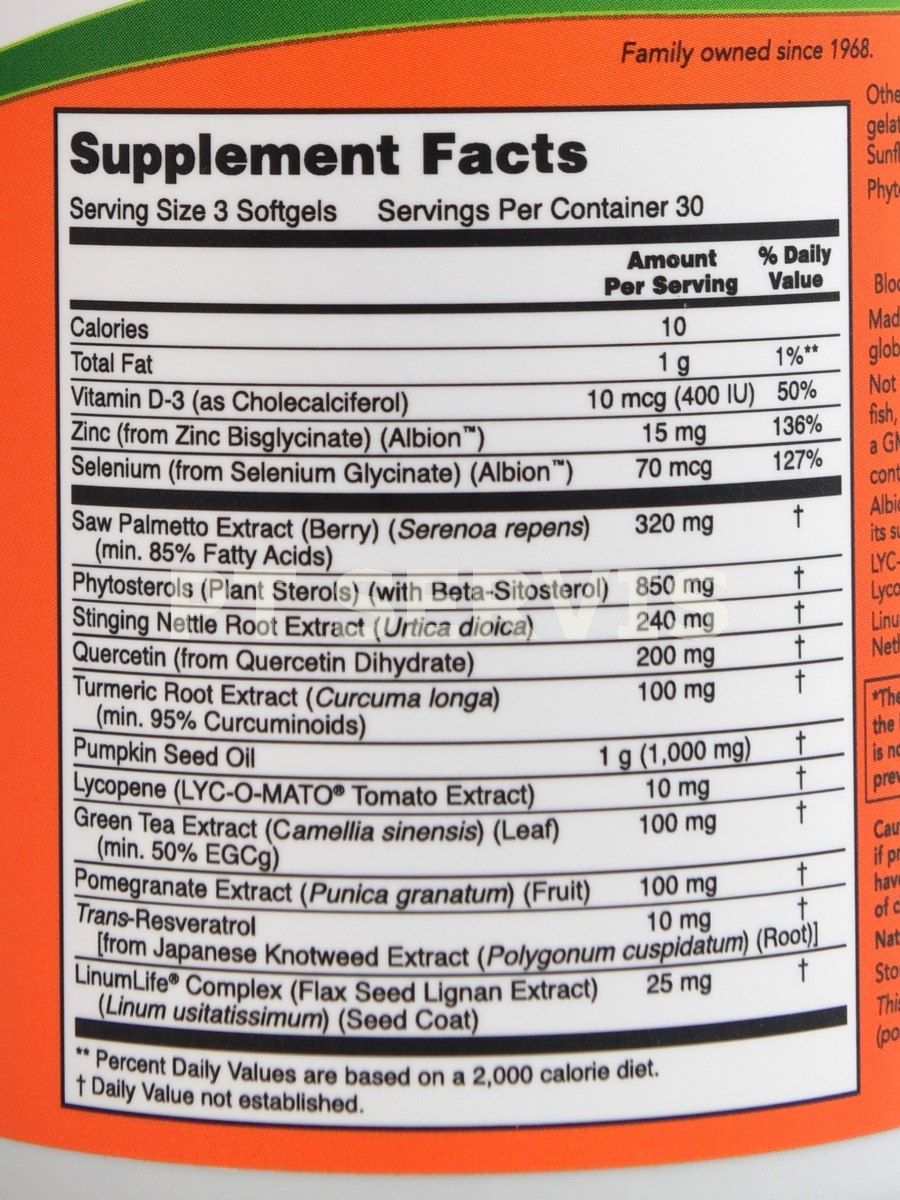 Family owned since 1968.
Supplement Facts
Serving Size 3 Softgels Servings Per Container 30
Amount Per Serving % Daily Value
Calories 10
Total Fat 1 g 1%**
Vitamin D-3 (as Cholecalciferol) 10 mcg (400 IU) 50%
Zinc (from Zinc Bisglycinate) (Albion™) 15 mg 136%
Selenium (from Selenium Glycinate) (Albion™) 70 mcg 127%
Saw Palmetto Extract (Berry) (Serenoa repens) 320 mg †
(min. 85% Fatty Acids)
Phytosterols (Plant Sterols) (with Beta-Sitosterol) 850 mg †
PT SERVIS
Stinging Nettle Root Extract (Urtica dioica) 240 mg †
Quercetin (from Quercetin Dihydrate) 200 mg †
Turmeric Root Extract (Curcuma longa) 100 mg †
(min. 95% Curcuminoids)
Pumpkin Seed Oil 1 g (1,000 mg) †
Lycopene (LYC-O-MATO® Tomato Extract) 10 mg †
Green Tea Extract (Camellia sinensis) (Leaf) 100 mg †
(min. 50% EGCg)
Pomegranate Extract (Punica granatum) (Fruit) 100 mg †
Trans-Resveratrol 10 mg †
[from Japanese Knotweed Extract (Polygonum cuspidatum) (Root)]
LinumLife® Complex (Flax Seed Lignan Extract) 25 mg †
(Linum usitatissimum) (Seed Coat)
** Percent Daily Values are based on a 2,000 calorie diet.
† Daily Value not established.